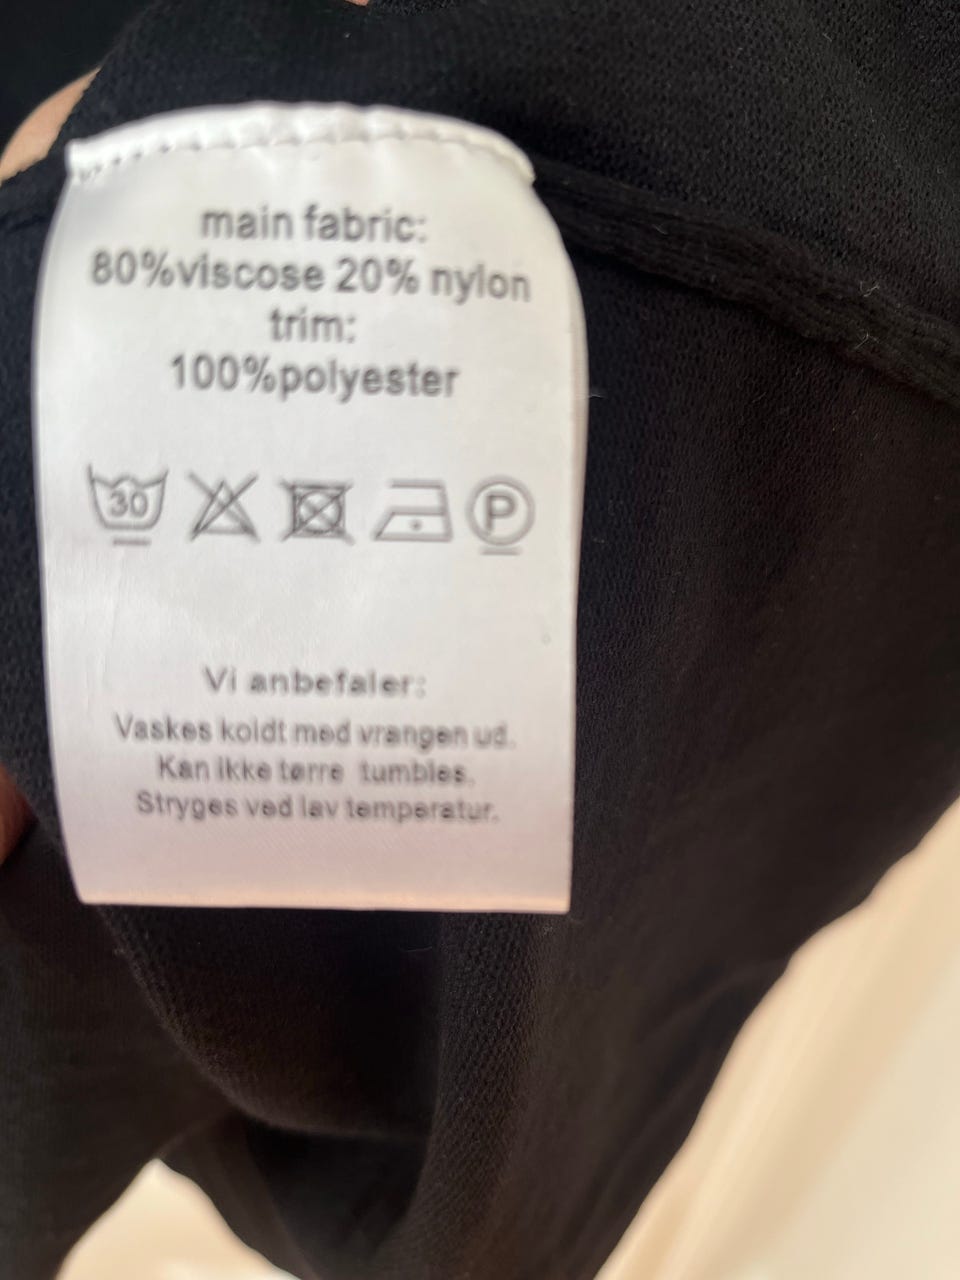 main fabric:
80%viscose 20% nylon
trim:
100%polyester
30 P
Vi anbefaler:
Vaskes koldt med vrangen ud.
Kan ikke tørre tumbles.
Stryges ved lav temperatur.